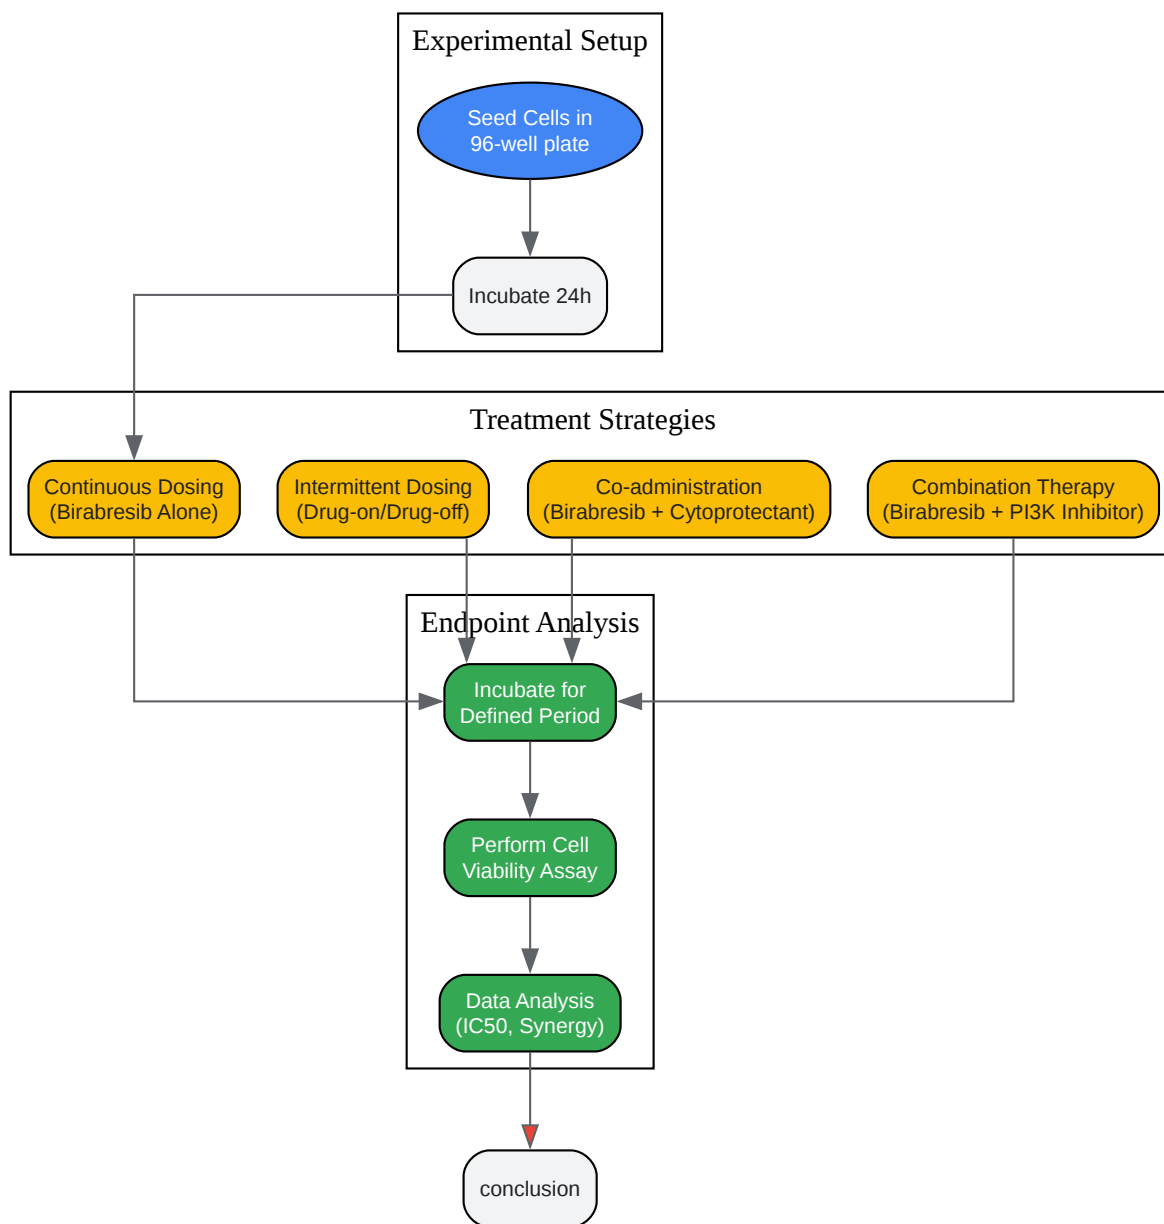 Experimental Setup
Seed Cells in
96-well plate
Incubate 24h
Treatment Strategies
Continuous Dosing
(Birabresib Alone)
Intermittent Dosing
(Drug-on/Drug-off)
Co-administration
(Birabresib + Cytoprotectant)
Combination Therapy
(Birabresib + PI3K Inhibitor)
Endpoint Analysis
Incubate for
Defined Period
Perform Cell
Viability Assay
Data Analysis
(IC50, Synergy)
conclusion